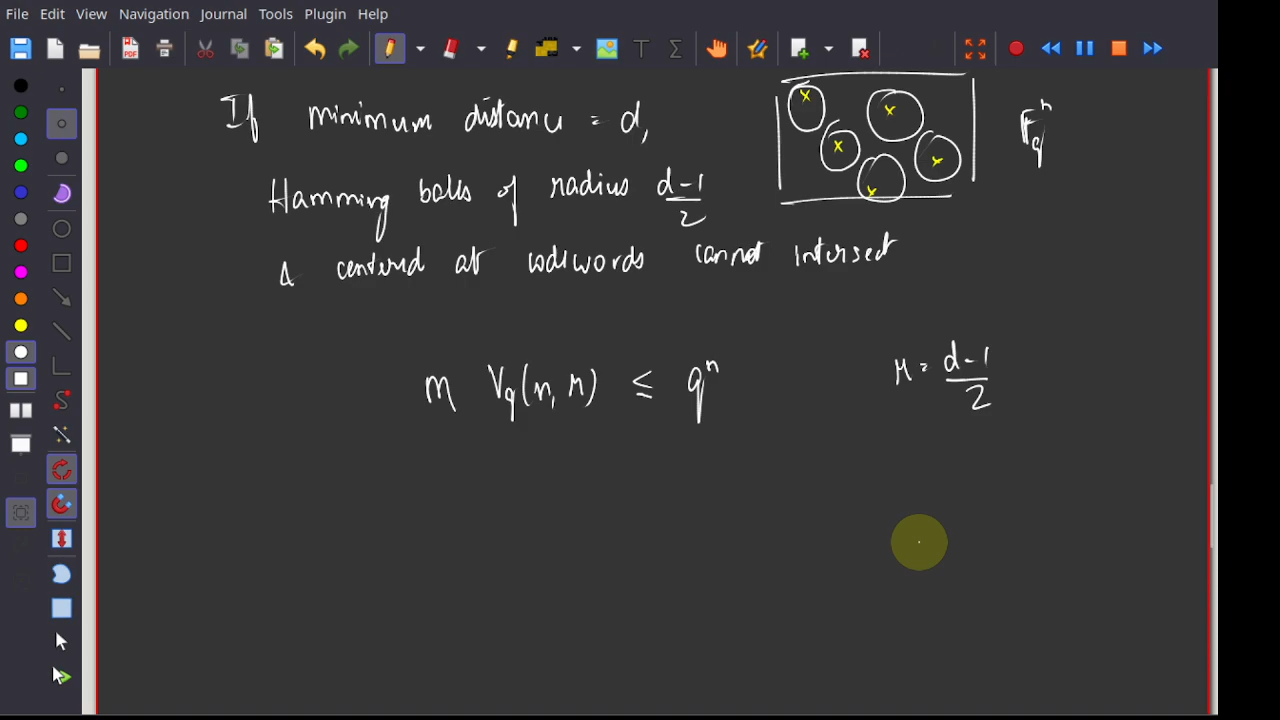 File Edit View Navigation Journal Tools Plugin Help
If minimum distance = d,
Hamming balls of radius d-1/2
& centered at codewords cannot intersect
F_q^n
m V_q(n, r) ≤ q^n
r = d-1/2